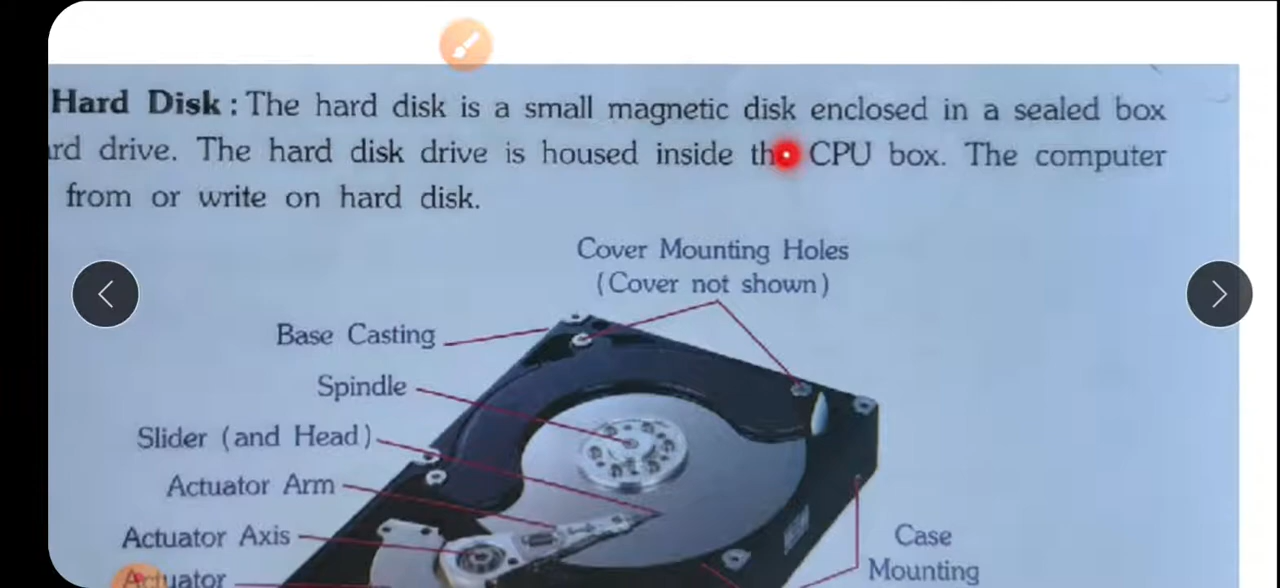 Hard Disk : The hard disk is a small magnetic disk enclosed in a sealed box
drive. The hard disk drive is housed inside CPU box. The computer
from or write on hard disk.
Cover Mounting Holes
(Cover not shown)
Base Casting
Spindle
Slider (and Head)
Actuator Arm
Actuator Axis
Actuator
Case
Mounting